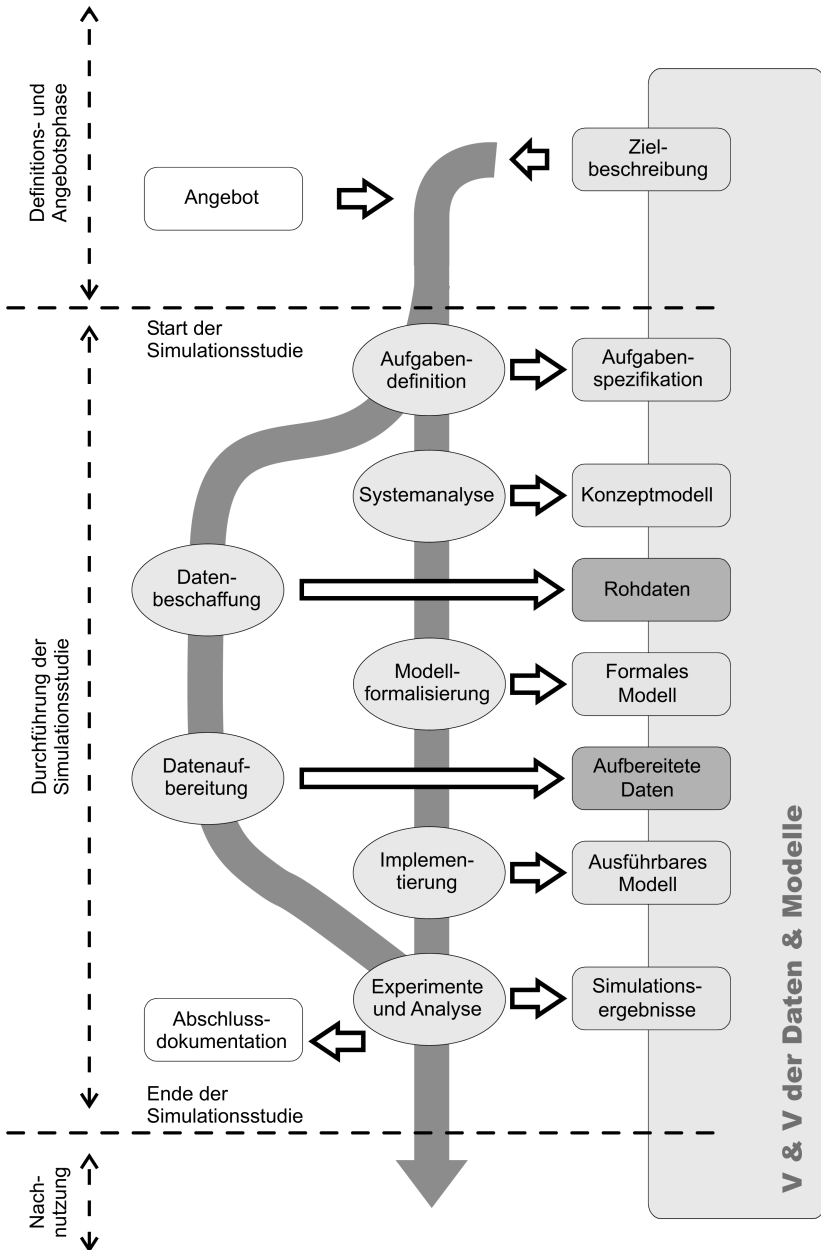 Definitions- und
Angebotsphase
Angebot
Ziel-
beschreibung
Start der
Simulationsstudie
Aufgaben-
definition
Aufgaben-
spezifikation
Systemanalyse
Konzeptmodell
Daten-
beschaffung
Rohdaten
Durchführung der
Simulationsstudie
Modell-
formalisierung
Formales
Modell
Datenauf-
bereitung
Aufbereitete
Daten
Implemen-
tierung
Ausführbares
Modell
Experimente
und Analyse
Simulations-
ergebnisse
Abschluss-
dokumentation
Ende der
Simulationsstudie
Nach-
nutzung
V & V der Daten & Modelle